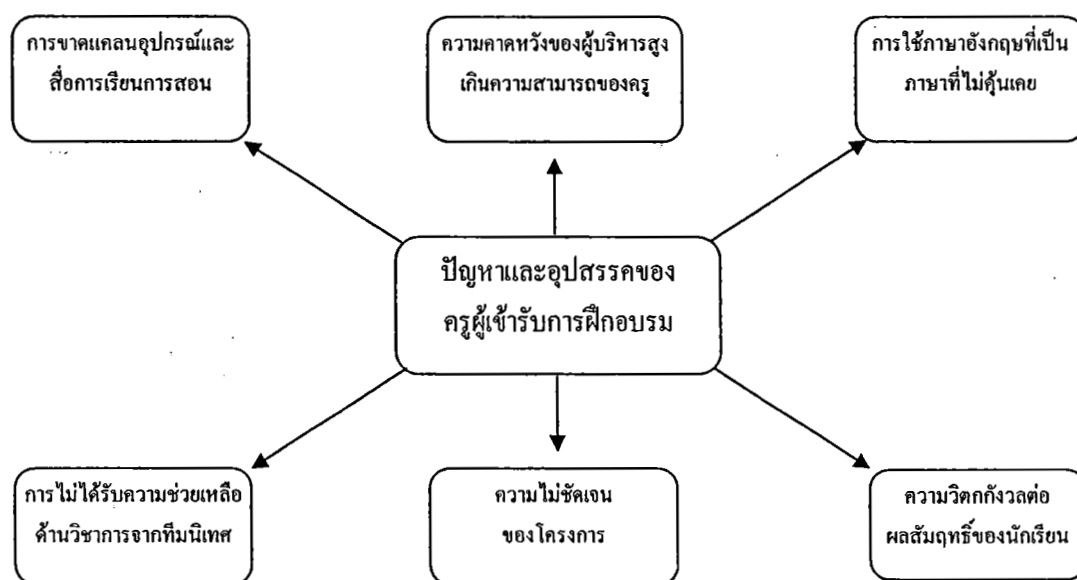 การขาดแคลนอุปกรณ์และ
สื่อการเรียนการสอน
ความคาดหวังของผู้บริหารสูง
เกินความสามารถของครู
การใช้ภาษาอังกฤษที่เป็น
ภาษาที่ไม่คุ้นเคย
ปัญหาและอุปสรรคของ
ครูผู้เข้ารับการฝึกอบรม
การไม่ได้รับความช่วยเหลือ
ด้านวิชาการจากทีมนิเทศ
ความไม่ชัดเจน
ของโครงการ
ความวิตกกังวลต่อ
ผลสัมฤทธิ์ของนักเรียน